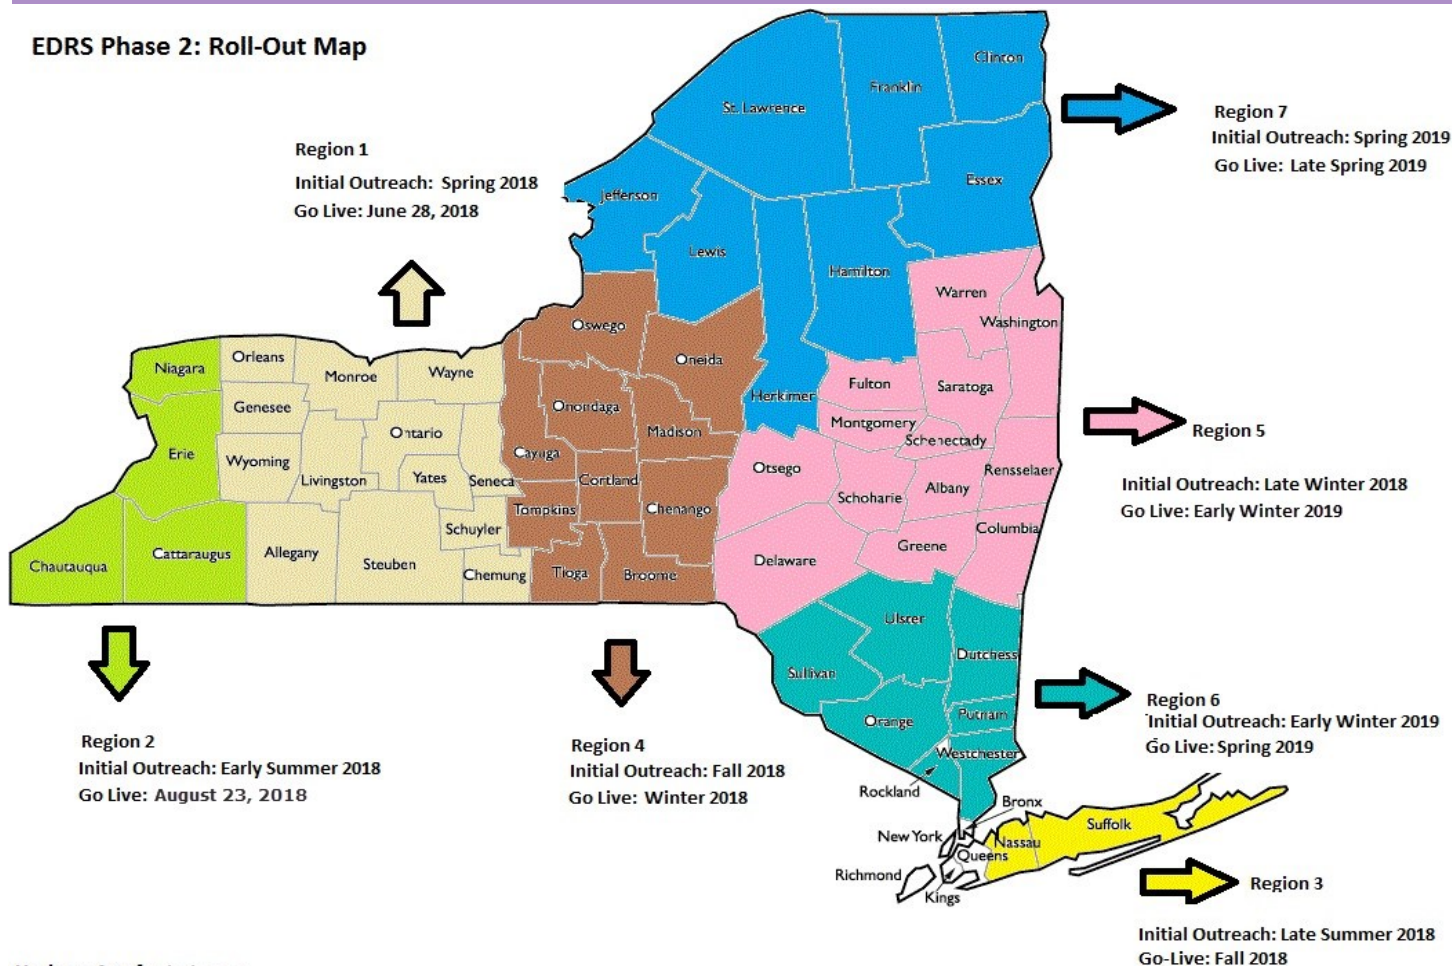 EDRS Phase 2: Roll-Out Map
Region 1
Initial Outreach: Spring 2018
Go Live: June 28, 2018
Region 7
Initial Outreach: Spring 2019
Go Live: Late Spring 2019
Clinton
Franklin
St. Lawrence
Essex
Jefferson
Lewis
Hamilton
Herkimer
Warren
Washington
Oswego
Oneida
Fulton
Saratoga
Niagara
Orleans
Monroe
Wayne
Genesee
Onondaga
Montgomery
Ontario
Madison
Schenectady
Erie
Wyoming
Cayuga
Otsego
Livingston
Yates
Seneca
Cortland
Rensselaer
Schoharie
Albany
Tompkins
Chenango
Schuyler
Columbia
Greene
Chautauqua
Cattaraugus
Allegany
Steuben
Chemung
Tioga
Broome
Delaware
Region 5
Initial Outreach: Late Winter 2018
Go Live: Early Winter 2019
Ulster
Dutchess
Sullivan
Orange
Putnam
Westchester
Rockland
Region 6
Initial Outreach: Early Winter 2019
Go Live: Spring 2019
Region 2
Initial Outreach: Early Summer 2018
Go Live: August 23, 2018
Region 4
Initial Outreach: Fall 2018
Go Live: Winter 2018
Bronx
New York
Queens
Nassau
Suffolk
Richmond
Kings
Region 3
Initial Outreach: Late Summer 2018
Go-Live: Fall 2018